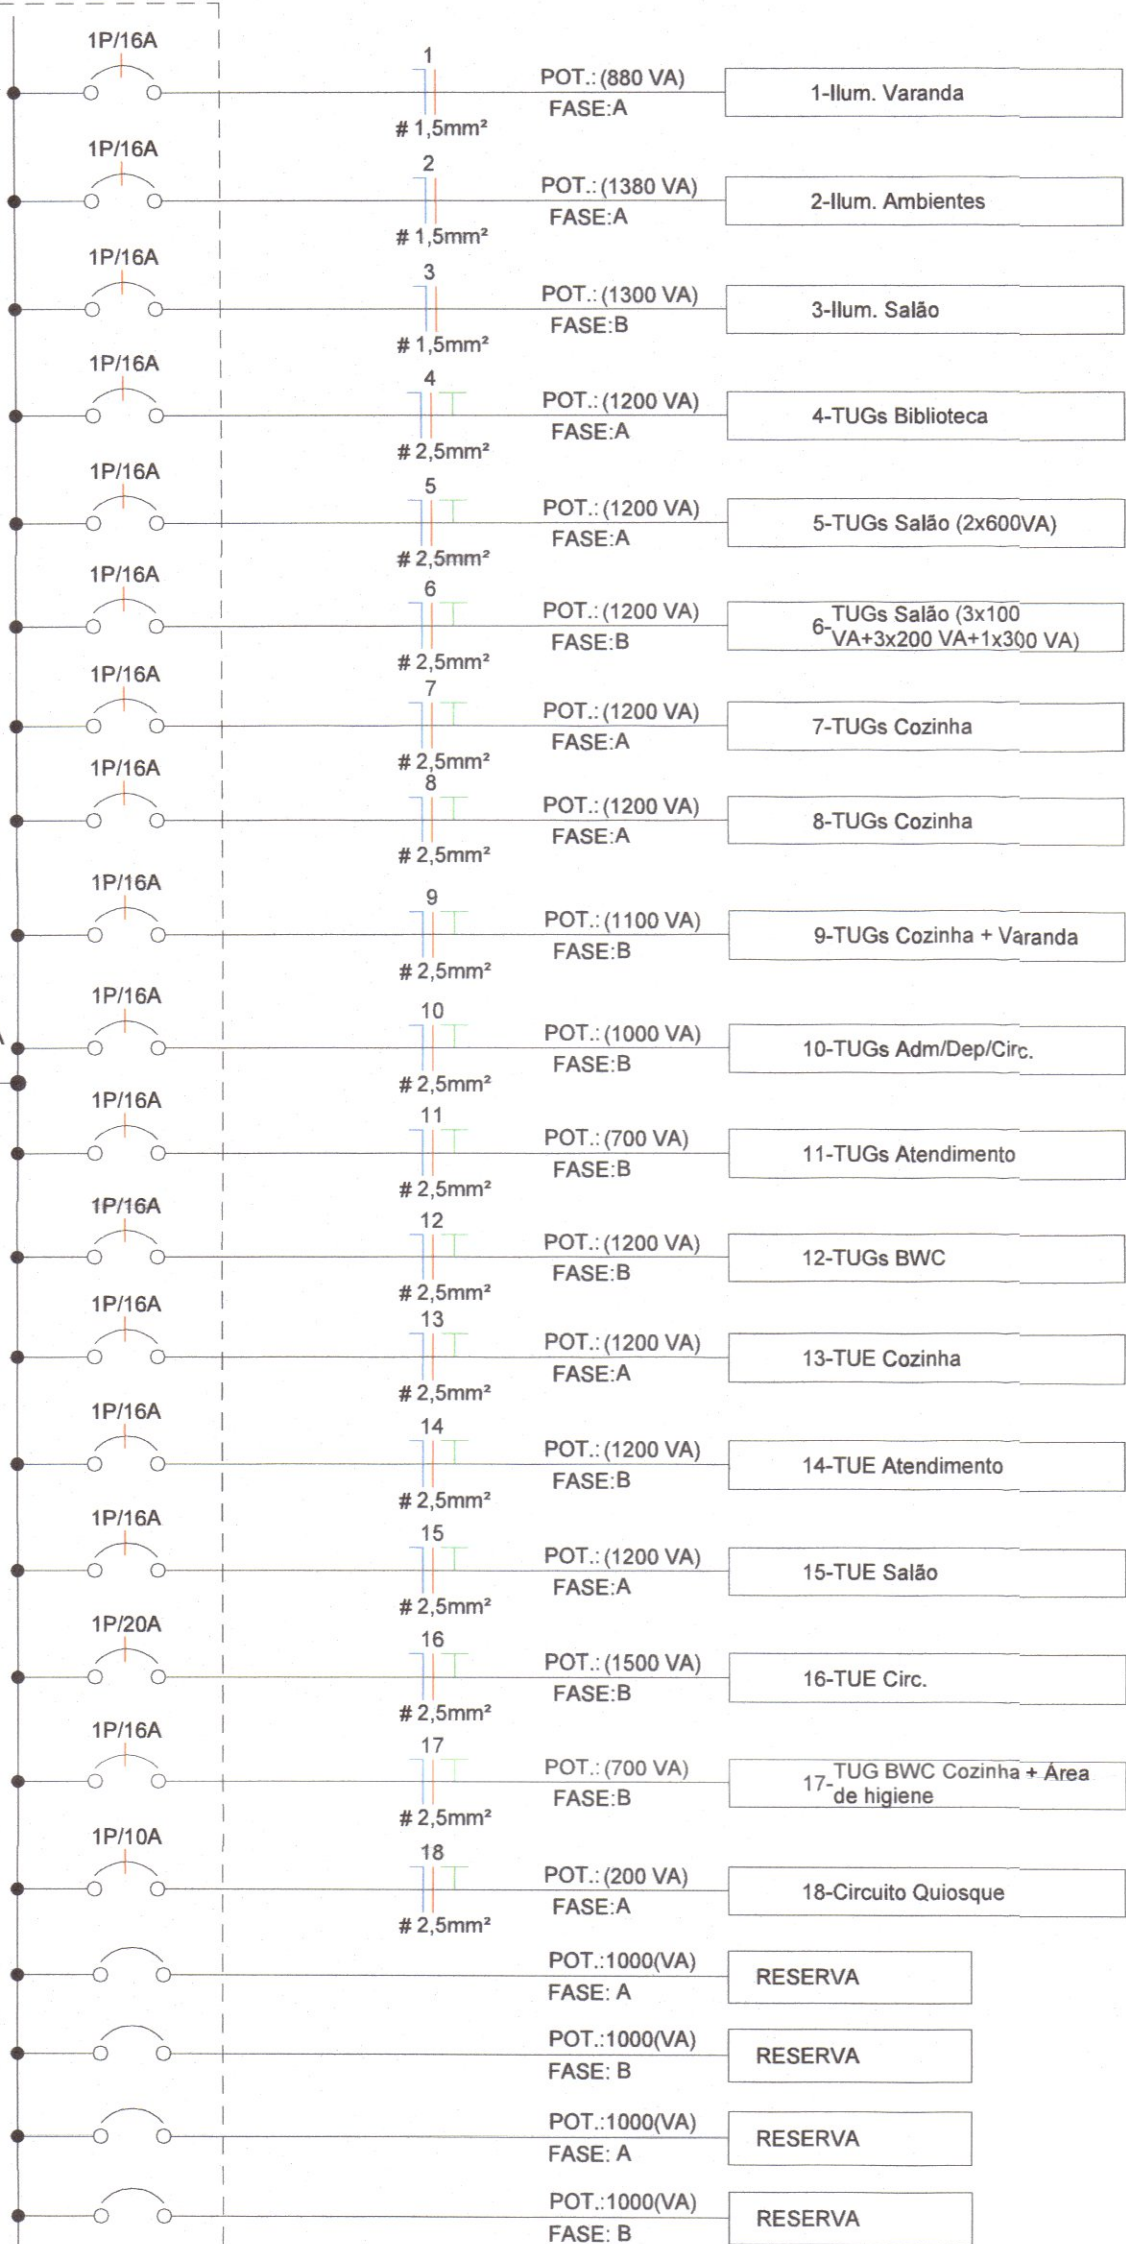 1P/16A
1
POT.: (880 VA)
FASE:A
# 1,5mm²
1-Ilum. Varanda
1P/16A
2
POT.: (1380 VA)
FASE:A
# 1,5mm²
2-Ilum. Ambientes
1P/16A
3
POT.: (1300 VA)
FASE:B
# 1,5mm²
3-Ilum. Salão
1P/16A
4
POT.: (1200 VA)
FASE:A
# 2,5mm²
4-TUGs Biblioteca
1P/16A
5
POT.: (1200 VA)
FASE:A
# 2,5mm²
5-TUGs Salão (2x600VA)
1P/16A
6
POT.: (1200 VA)
FASE:B
# 2,5mm²
6-TUGs Salão (3x100
VA+3x200 VA+1x300 VA)
1P/16A
7
POT.: (1200 VA)
FASE:A
# 2,5mm²
7-TUGs Cozinha
1P/16A
8
POT.: (1200 VA)
FASE:A
# 2,5mm²
8-TUGs Cozinha
1P/16A
9
POT.: (1100 VA)
FASE:B
# 2,5mm²
9-TUGs Cozinha + Varanda
1P/16A
10
POT.: (1000 VA)
FASE:B
# 2,5mm²
10-TUGs Adm/Dep/Circ.
A
1P/16A
11
POT.: (700 VA)
FASE:B
# 2,5mm²
11-TUGs Atendimento
1P/16A
12
POT.: (1200 VA)
FASE:B
# 2,5mm²
12-TUGs BWC
1P/16A
13
POT.: (1200 VA)
FASE:A
# 2,5mm²
13-TUE Cozinha
1P/16A
14
POT.: (1200 VA)
FASE:B
# 2,5mm²
14-TUE Atendimento
1P/16A
15
POT.: (1200 VA)
FASE:A
# 2,5mm²
15-TUE Salão
1P/20A
16
POT.: (1500 VA)
FASE:B
# 2,5mm²
16-TUE Circ.
1P/16A
17
POT.: (700 VA)
FASE:B
# 2,5mm²
17-TUG BWC Cozinha + Área
de higiene
1P/10A
18
POT.: (200 VA)
FASE:A
# 2,5mm²
18-Circuito Quiosque
POT.:1000(VA)
FASE: A
RESERVA
POT.:1000(VA)
FASE: B
RESERVA
POT.:1000(VA)
FASE: A
RESERVA
POT.:1000(VA)
FASE: B
RESERVA